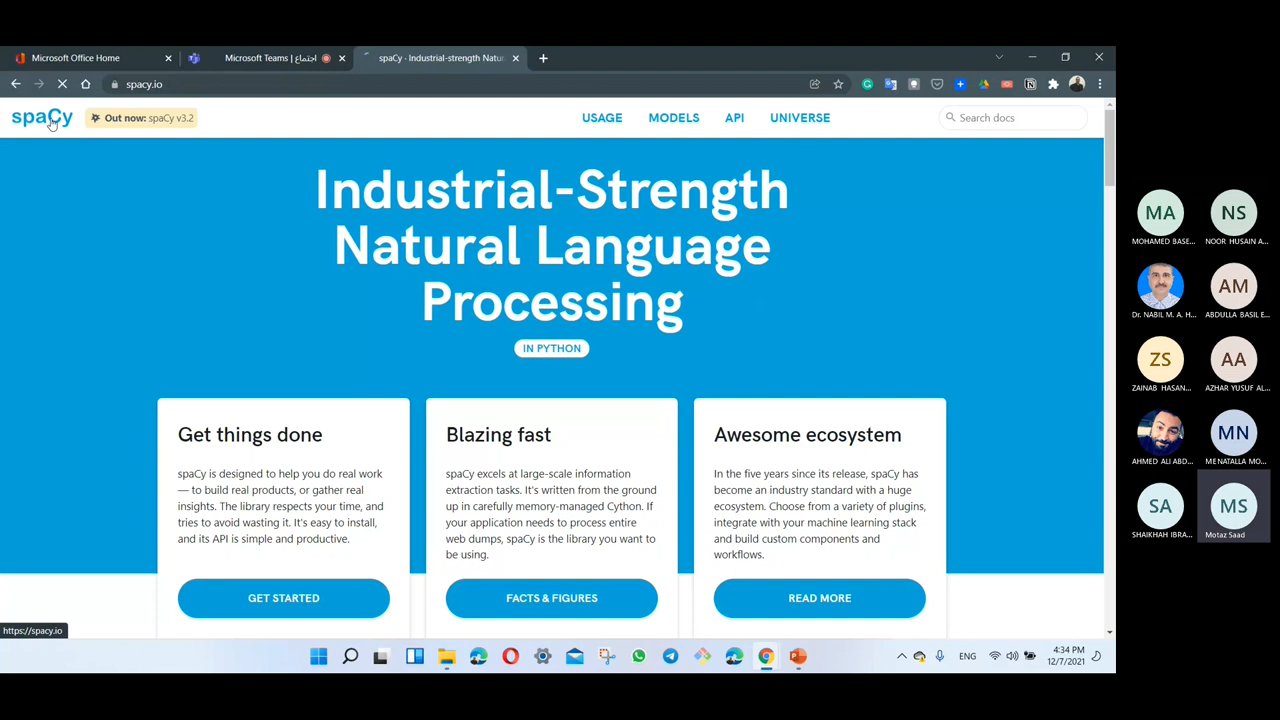 Microsoft Office Home
Microsoft Teams | اجتماع
spaCy · Industrial-strength Natur
spacy.io
spaCy
Out now: spaCy v3.2
USAGE
MODELS
API
UNIVERSE
Search docs
Industrial-Strength
Natural Language
Processing
IN PYTHON
Get things done
spaCy is designed to help you do real work
— to build real products, or gather real
insights. The library respects your time, and
tries to avoid wasting it. It's easy to install,
and its API is simple and productive.
GET STARTED
Blazing fast
spaCy excels at large-scale information
extraction tasks. It's written from the ground
up in carefully memory-managed Cython. If
your application needs to process entire
web dumps, spaCy is the library you want to
be using.
FACTS & FIGURES
Awesome ecosystem
In the five years since its release, spaCy has
become an industry standard with a huge
ecosystem. Choose from a variety of plugins,
integrate with your machine learning stack
and build custom components and
workflows.
READ MORE
https://spacy.io
ENG
4:34 PM
12/7/2021
MA
MOHAMED BASE...
NS
NOOR HUSAIN A...
Dr. NABIL M. A. H...
AM
ABDULLA BASIL E...
ZS
ZAINAB HASAN...
AA
AZHAR YUSUF AL...
AHMED ALI ABD...
MN
MENATALLA MO...
SA
SHAIKHAH IBRA...
MS
Motaz Saad